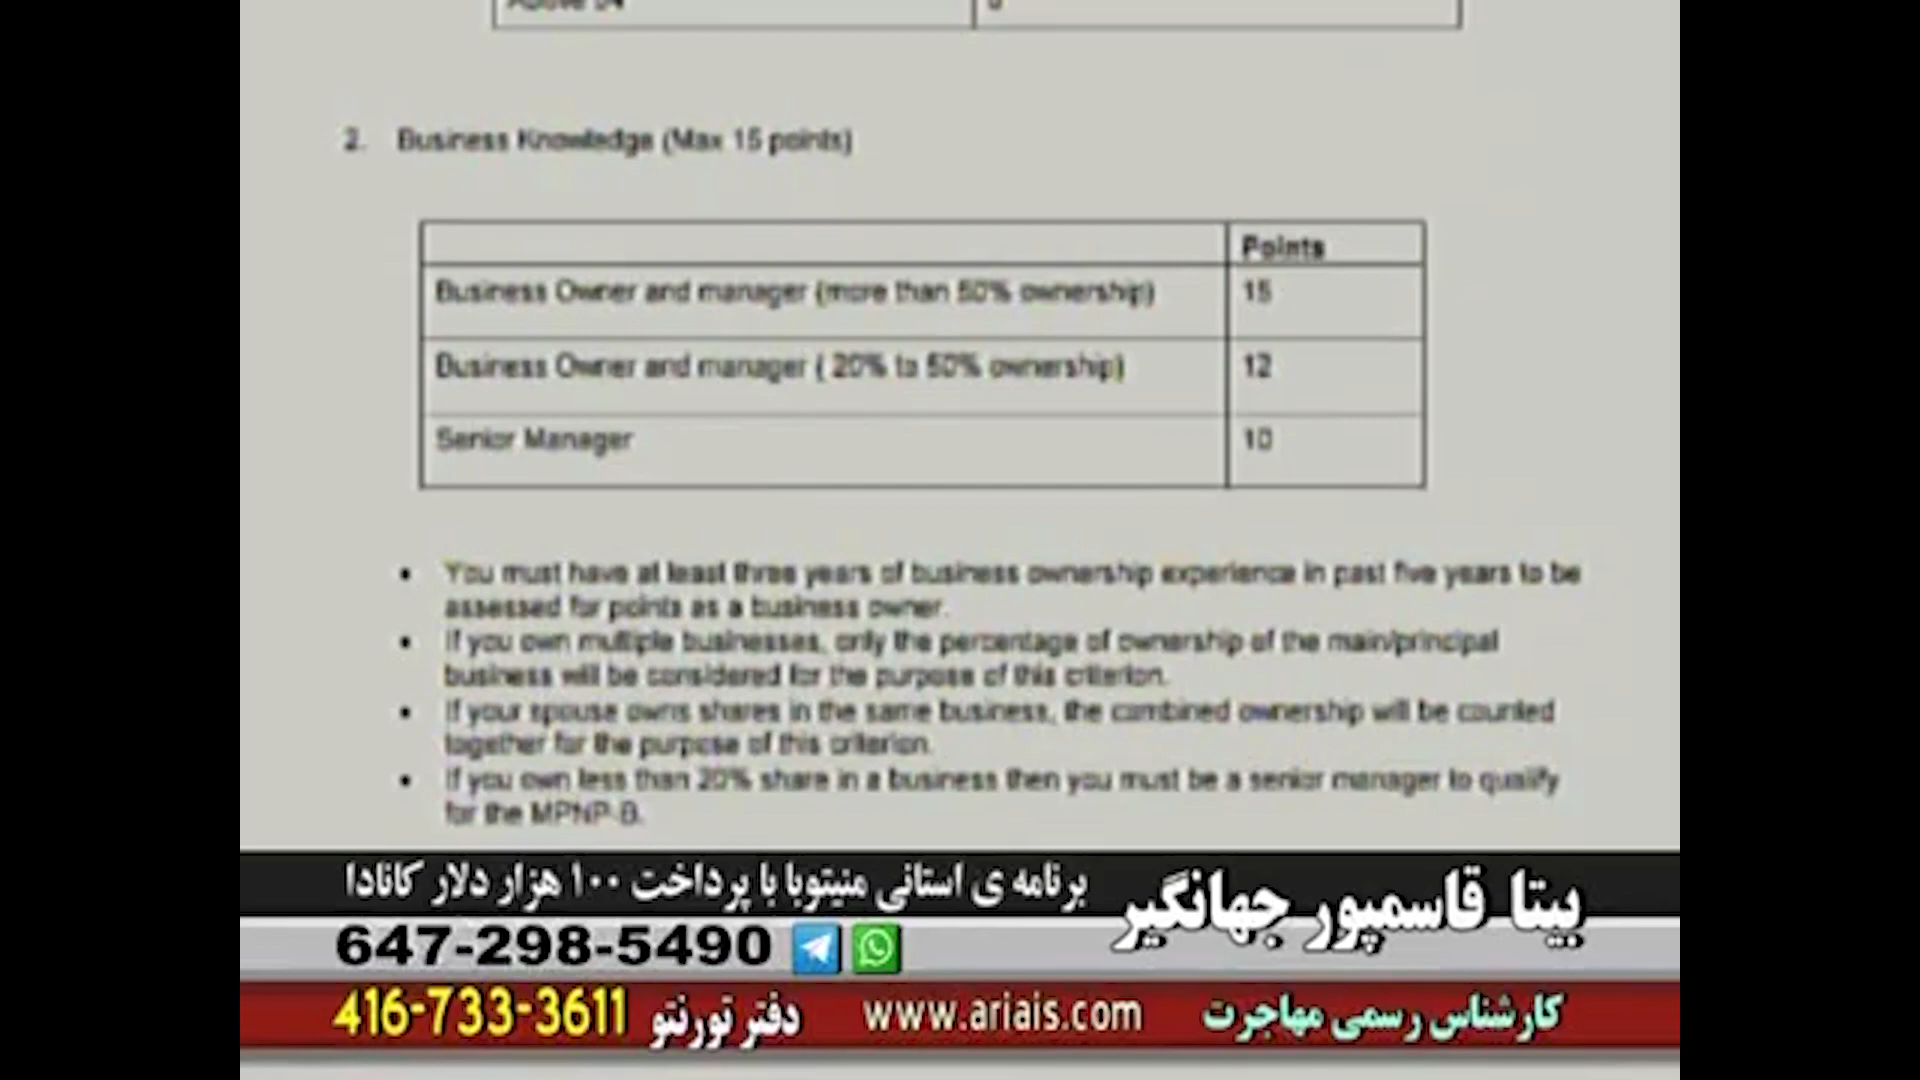 2. Business Knowledge (Max 15 points)
Points
Business Owner and manager (more than 50% ownership) 15
Business Owner and manager ( 20% to 50% ownership) 12
Senior Manager 10
• You must have at least three years of business ownership experience in past five years to be
assessed for points as a business owner.
• If you own multiple businesses, only the percentage of ownership of the main/principal
business will be considered for the purpose of this criterion.
• If your spouse owns shares in the same business, the combined ownership will be counted
together for the purpose of this criterion.
• If you own less than 20% share in a business then you must be a senior manager to qualify
for the MPNP-B.
بیتا قاسمپور جهانگیر
برنامه ی استانی منیتوبا با پرداخت ۱۰۰ هزار دلار کانادا
647-298-5490
کارشناس رسمی مهاجرت www.ariais.com دفتر تورنتو 416-733-3611